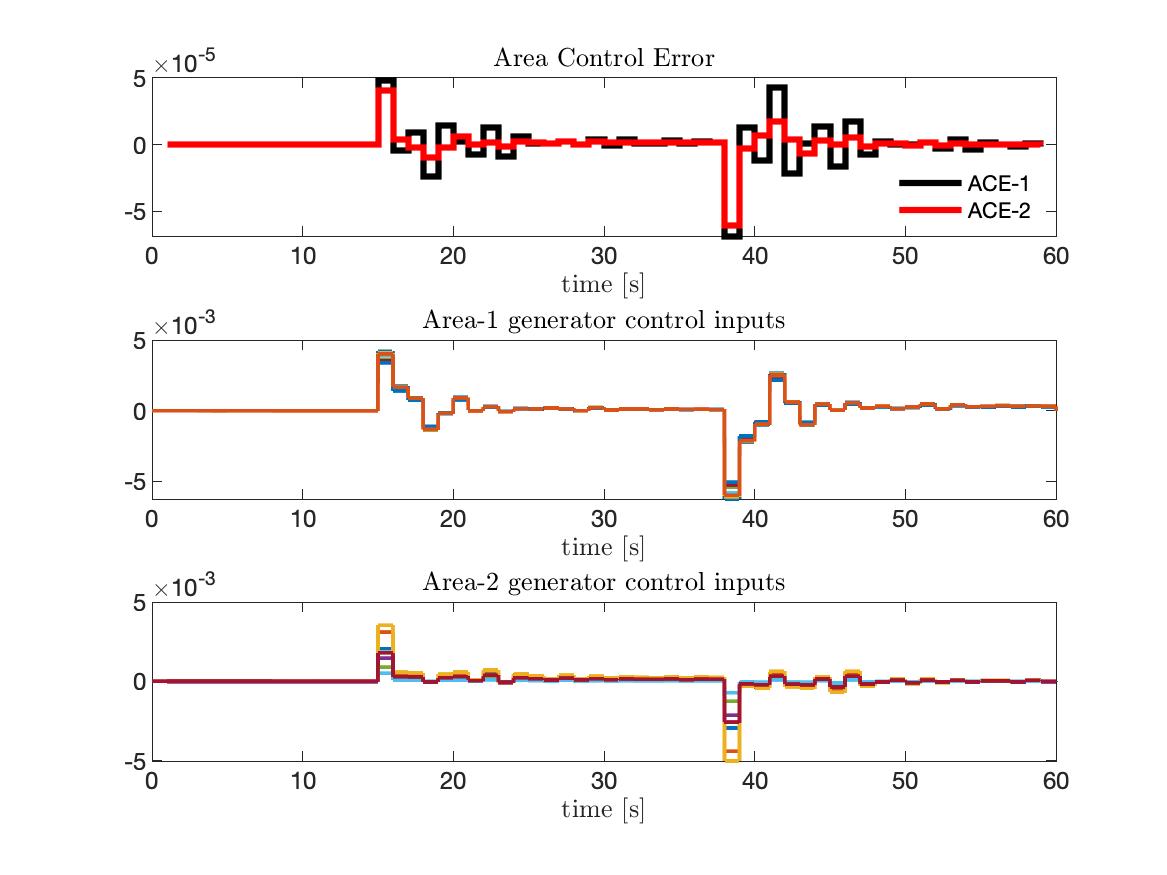 Area Control Error
×10-5
5
0
-5
ACE-1
ACE-2
0 10 20 30 40 50 60
time [s]
Area-1 generator control inputs
×10-3
5
0
-5
0 10 20 30 40 50 60
time [s]
Area-2 generator control inputs
×10-3
5
0
-5
0 10 20 30 40 50 60
time [s]